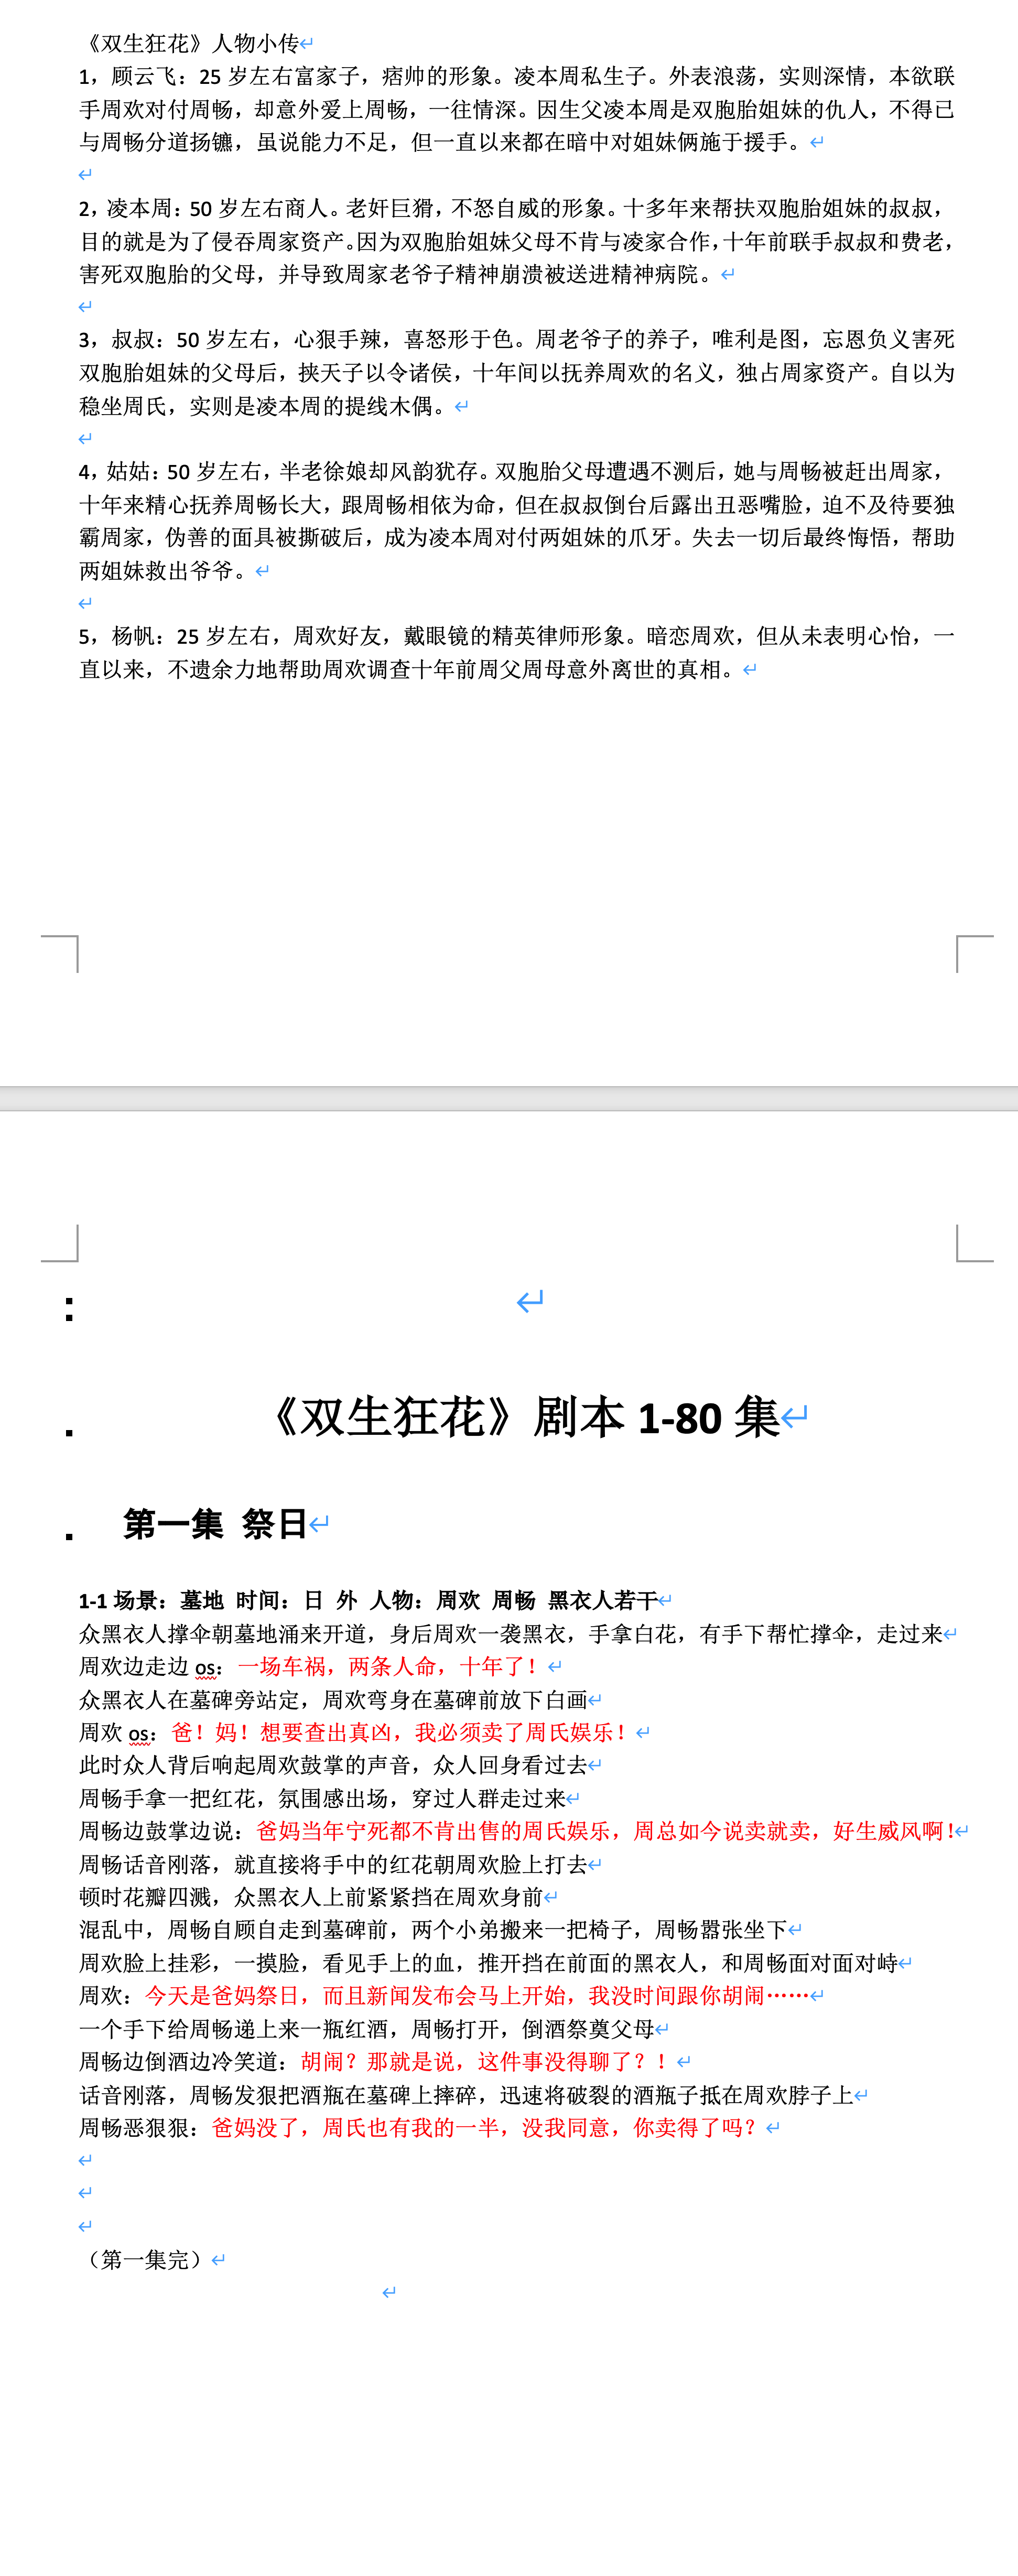 《双生狂花》人物小传
1，顾云飞：25 岁左右富家子，痞帅的形象。凌本周私生子。外表浪荡，实则深情，本欲联
手周欢对付周畅，却意外爱上周畅，一往情深。因生父凌本周是双胞胎姐妹的仇人，不得已
与周畅分道扬镳，虽说能力不足，但一直以来都在暗中对姐妹俩施于援手。
2，凌本周：50 岁左右商人。老奸巨猾，不怒自威的形象。十多年来帮扶双胞胎姐妹的叔叔，
目的就是为了侵吞周家资产。因为双胞胎姐妹父母不肯与凌家合作，十年前联手叔叔和费老，
害死双胞胎的父母，并导致周家老爷子精神崩溃被送进精神病院。
3，叔叔：50 岁左右，心狠手辣，喜怒形于色。周老爷子的养子，唯利是图，忘恩负义害死
双胞胎姐妹的父母后，挟天子以令诸侯，十年间以抚养周欢的名义，独占周家资产。自以为
稳坐周氏，实则是凌本周的提线木偶。
4，姑姑：50 岁左右，半老徐娘却风韵犹存。双胞胎父母遭遇不测后，她与周畅被赶出周家，
十年来精心抚养周畅长大，跟周畅相依为命，但在叔叔倒台后露出丑恶嘴脸，迫不及待要独
霸周家，伪善的面具被撕破后，成为凌本周对付两姐妹的爪牙。失去一切后最终悔悟，帮助
两姐妹救出爷爷。
5，杨帆：25 岁左右，周欢好友，戴眼镜的精英律师形象。暗恋周欢，但从未表明心怡，一
直以来，不遗余力地帮助周欢调查十年前周父周母意外离世的真相。
《双生狂花》剧本 1-80 集
第一集 祭日
1-1 场景：墓地 时间：日 外 人物：周欢 周畅 黑衣人若干
众黑衣人撑伞朝墓地涌来开道，身后周欢一袭黑衣，手拿白花，有手下帮忙撑伞，走过来
周欢边走边 os：一场车祸，两条人命，十年了！
众黑衣人在墓碑旁站定，周欢弯身在墓碑前放下白画
周欢 os：爸！妈！想要查出真凶，我必须卖了周氏娱乐！
此时众人背后响起周欢鼓掌的声音，众人回身看过去
周畅手拿一把红花，氛围感出场，穿过人群走过来
周畅边鼓掌边说：爸妈当年宁死都不肯出售的周氏娱乐，周总如今说卖就卖，好生威风啊！
周畅话音刚落，就直接将手中的红花朝周欢脸上打去
顿时花瓣四溅，众黑衣人上前紧紧挡在周欢身前
混乱中，周畅自顾自走到墓碑前，两个小弟搬来一把椅子，周畅嚣张坐下
周欢脸上挂彩，一摸脸，看见手上的血，推开挡在前面的黑衣人，和周畅面对面对峙
周欢：今天是爸妈祭日，而且新闻发布会马上开始，我没时间跟你胡闹……
一个手下给周畅递上来一瓶红酒，周畅打开，倒酒祭奠父母
周畅边倒酒边冷笑道：胡闹？那就是说，这件事没得聊了？！
话音刚落，周畅发狠把酒瓶在墓碑上摔碎，迅速将破裂的酒瓶子抵在周欢脖子上
周畅恶狠狠：爸妈没了，周氏也有我的一半，没我同意，你卖得了吗？
（第一集完）